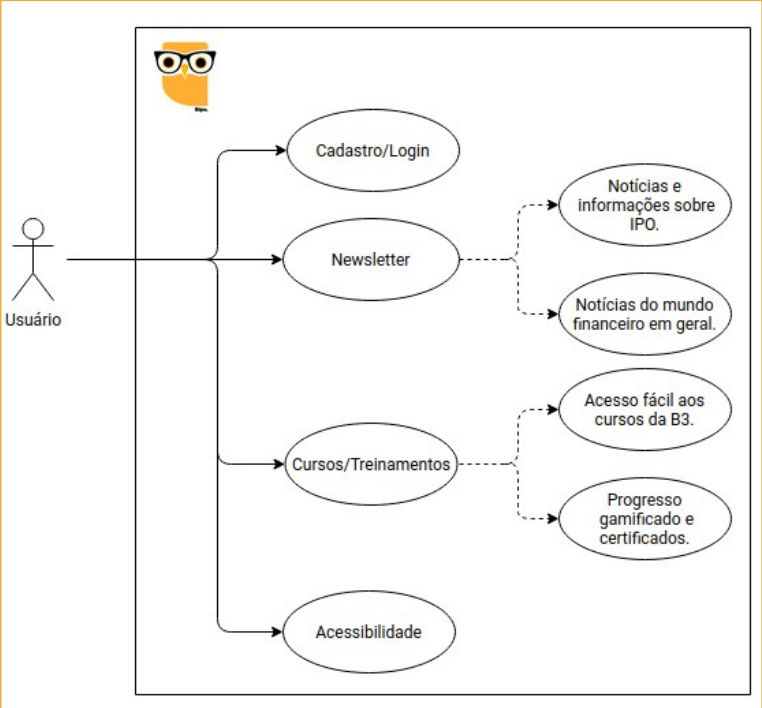 Cadastro/Login
Notícias e
informações sobre
IPO.
Newsletter
Usuário
Notícias do mundo
financeiro em geral.
Acesso fácil aos
cursos da B3.
Cursos/Treinamentos
Progresso
gamificado e
certificados.
Acessibilidade